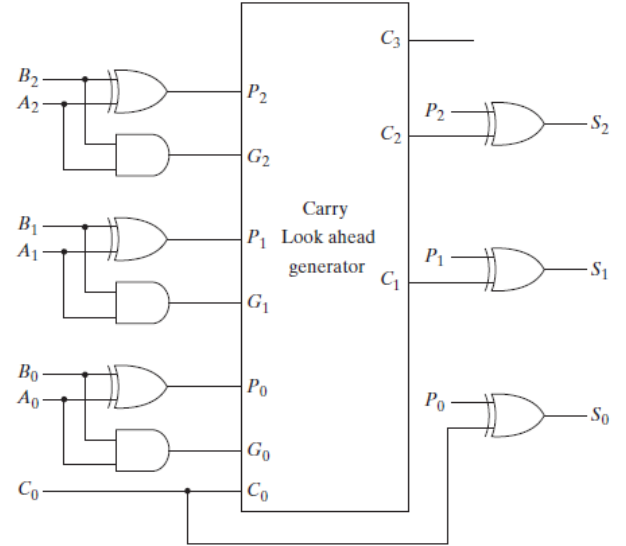 C₃
B₂
A₂
P₂
P₂
S₂
C₂
G₂
B₁
A₁
P₁
Carry
Look ahead
generator
P₁
S₁
C₁
G₁
B₀
A₀
P₀
P₀
S₀
G₀
C₀
C₀